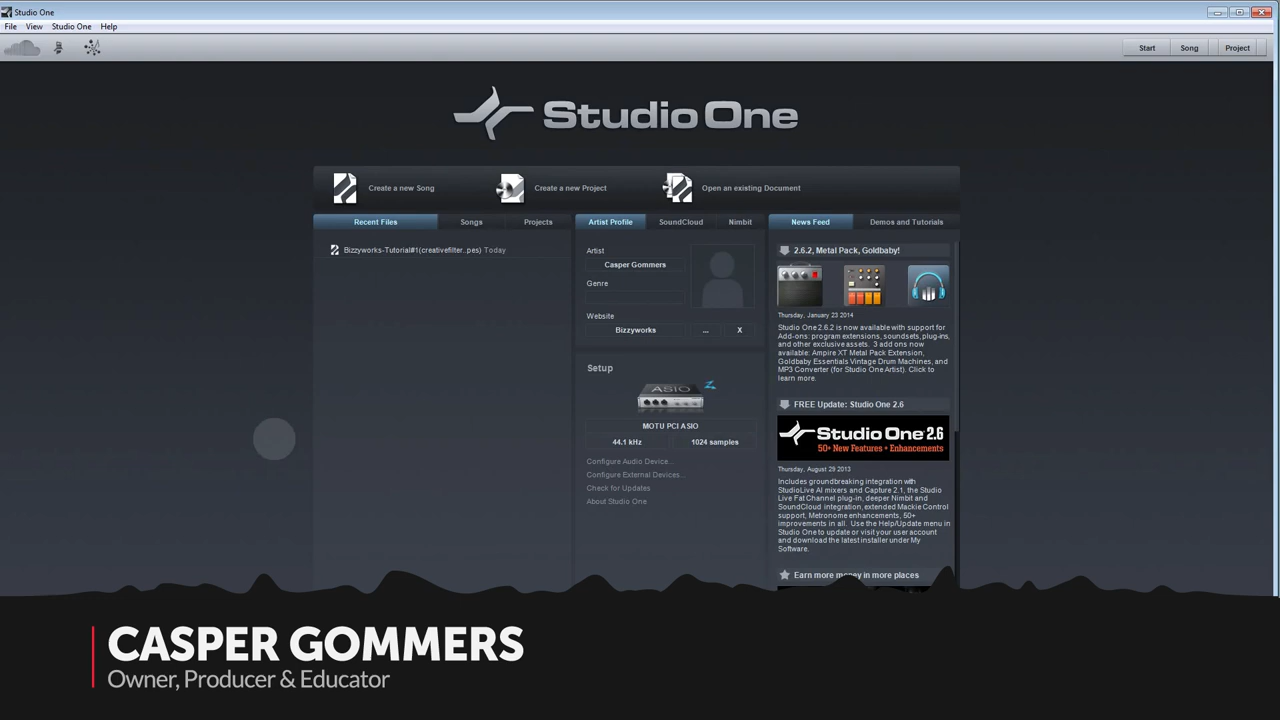 Studio One
File View Studio One Help
Start Song Project
Studio One
Create a new Song
Create a new Project
Open an existing Document
Recent Files Songs Projects
Bizzyworks-Tutorial#1(creativefilter..pes) Today
Artist Profile SoundCloud Nimbit
Artist
Casper Gommers
Genre
Website
Bizzyworks ... X
Setup
ASIO
MOTU PCI ASIO
44.1 kHz 1024 samples
Configure Audio Device...
Configure External Devices...
Check for Updates
About Studio One
News Feed Demos and Tutorials
2.6.2, Metal Pack, Goldbaby!
Thursday, January 23 2014
Studio One 2.6.2 is now available with support for
Add-ons: program extensions, soundsets, plug-ins,
and other exclusive assets. 3 add ons now
available: Ampire XT Metal Pack Extension,
Goldbaby Essentials Vintage Drum Machines, and
MP3 Converter (for Studio One Artist). Click to
learn more.
FREE Update: Studio One 2.6
Studio One 2.6
50+ New Features + Enhancements
Thursday, August 29 2013
Includes groundbreaking integration with
StudioLive AI mixers and Capture 2.1, the Studio
Live Fat Channel plug-in, deeper Nimbit and
SoundCloud integration, extended Mackie Control
support, Metronome enhancements, 50+
improvements in all. Use the Help/Update menu in
Studio One to update or visit your user account
and download the latest installer under My
Software.
Earn more money in more places
CASPER GOMMERS
Owner, Producer & Educator